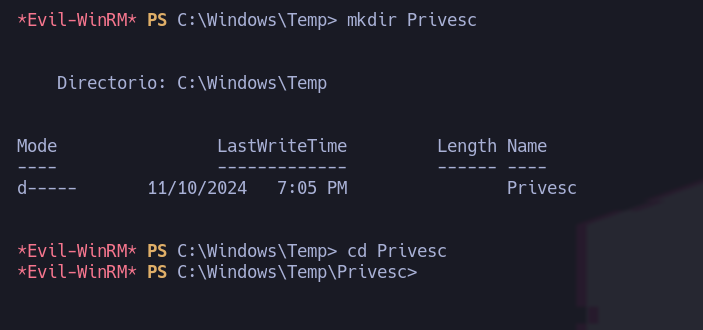 *Evil-WinRM* PS C:\Windows\Temp> mkdir Privesc
Directorio: C:\Windows\Temp
Mode                LastWriteTime         Length Name
----                -------------         ------ ----
d-----       11/10/2024   7:05 PM                Privesc
*Evil-WinRM* PS C:\Windows\Temp> cd Privesc
*Evil-WinRM* PS C:\Windows\Temp\Privesc>